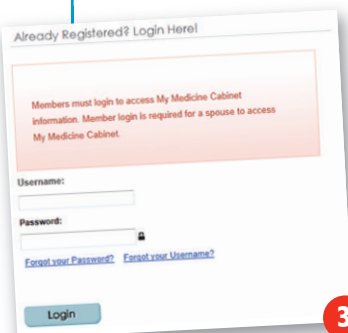 Already Registered? Login Here!
Members must login to access My Medicine Cabinet
information. Member login is required for a spouse to access
My Medicine Cabinet.
Username:
Password:
Forgot your Password? Forgot your Username?
Login
3